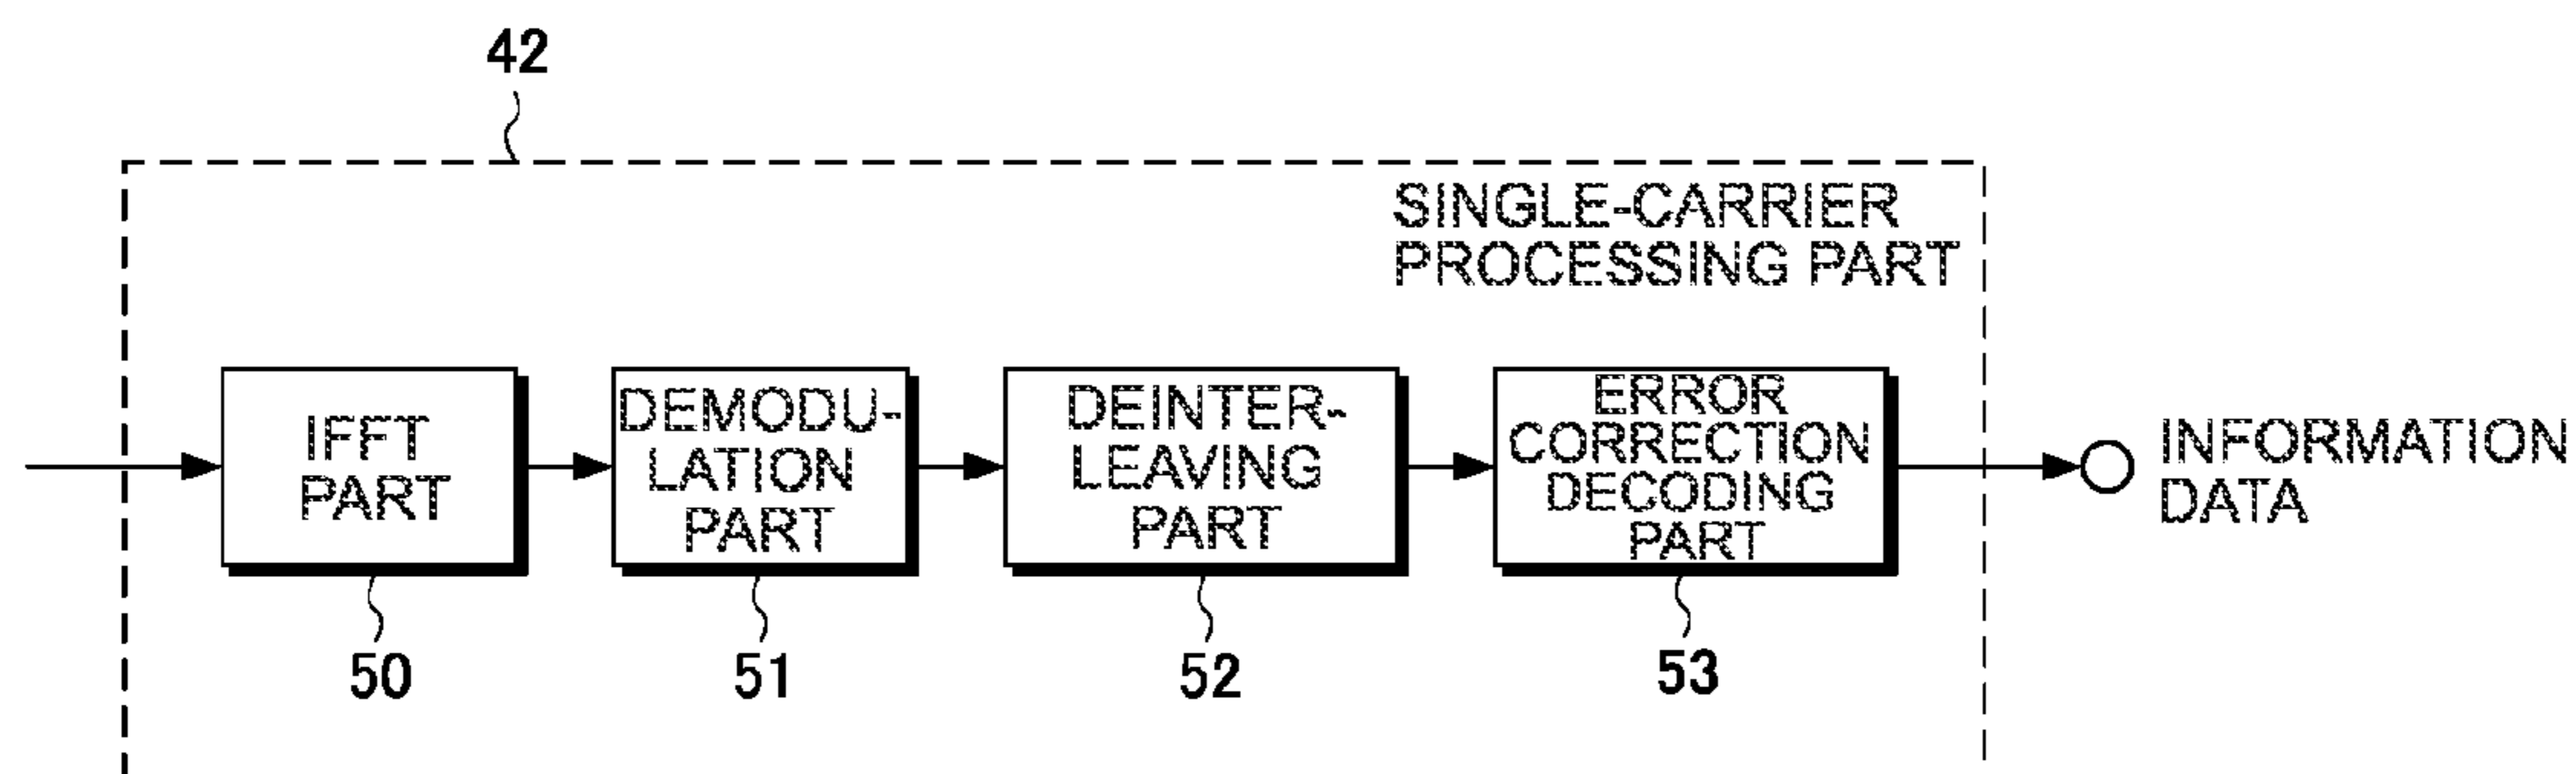 42
SINGLE-CARRIER
PROCESSING PART
IFFT
PART
DEMODU-
LATION
PART
DEINTER-
LEAVING
PART
ERROR
CORRECTION
DECODING
PART
INFORMATION
DATA
50
51
52
53